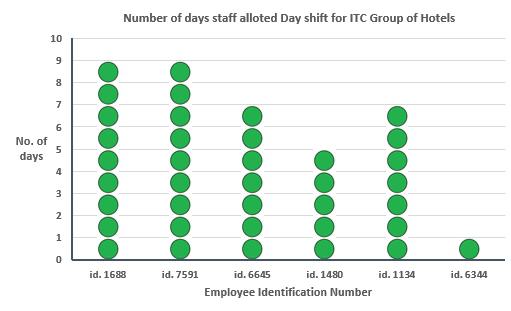 Number of days staff alloted Day shift for ITC Group of Hotels
10
9
8
7
6
5
4
3
2
1
0
No. of
days
id. 1688 id. 7591 id. 6645 id. 1480 id. 1134 id. 6344
Employee Identification Number